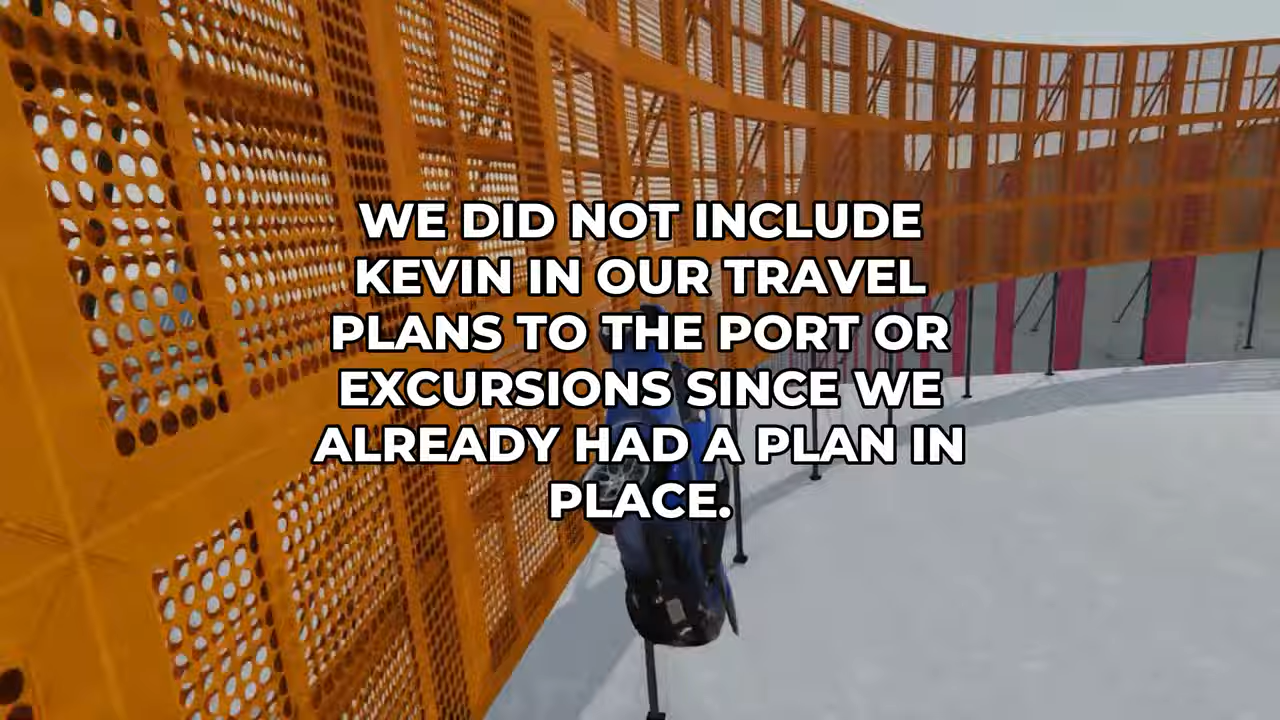 WE DID NOT INCLUDE
KEVIN IN OUR TRAVEL
PLANS TO THE PORT OR
EXCURSIONS SINCE WE
ALREADY HAD A PLAN IN
PLACE.